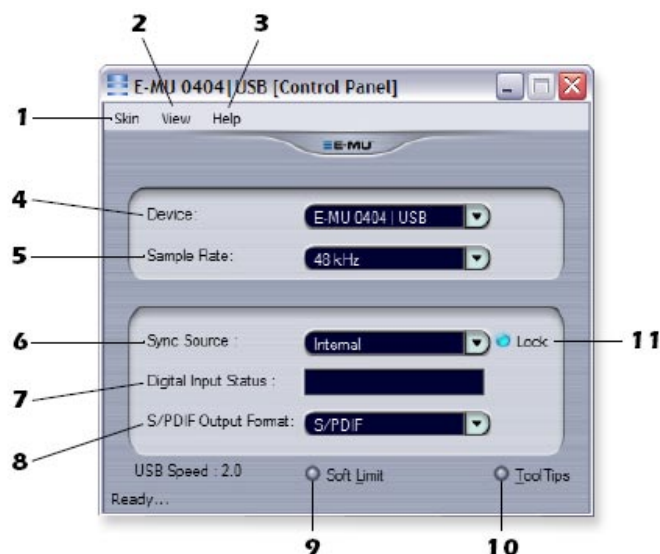 2 3
E-MU 0404|USB [Control Panel]
1 Skin View Help
E-MU
4 Device: E-MU 0404 | USB
5 Sample Rate: 48 kHz
6 Sync Source : Internal Lock 11
7 Digital Input Status :
8 S/PDIF Output Format: S/PDIF
USB Speed : 2.0 Soft Limit ToolTips
Ready...
9 10